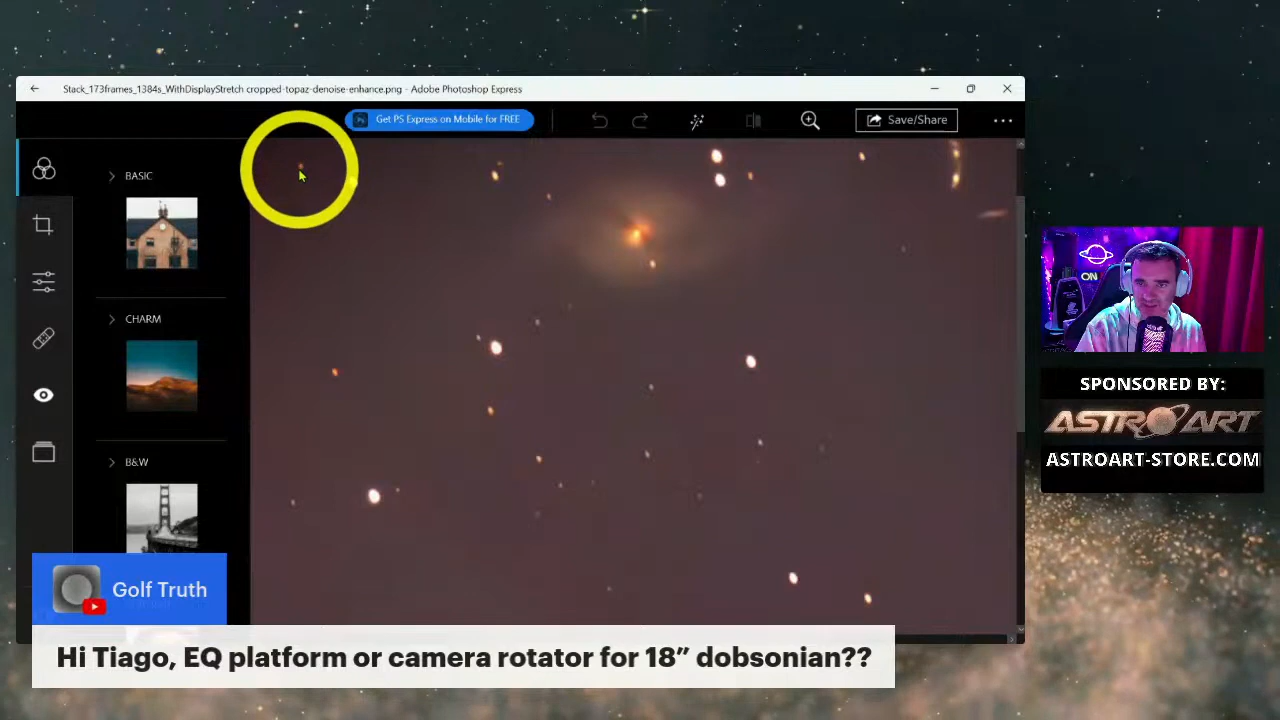 Stack_173frames_1384s_WithDisplayStretch cropped-topaz-denoise-enhance.png - Adobe Photoshop Express
Ps Get PS Express on Mobile for FREE
Save/Share
BASIC
CHARM
B&W
ON
SPONSORED BY:
ASTROART
ASTROART-STORE.COM
Golf Truth
Hi Tiago, EQ platform or camera rotator for 18” dobsonian??